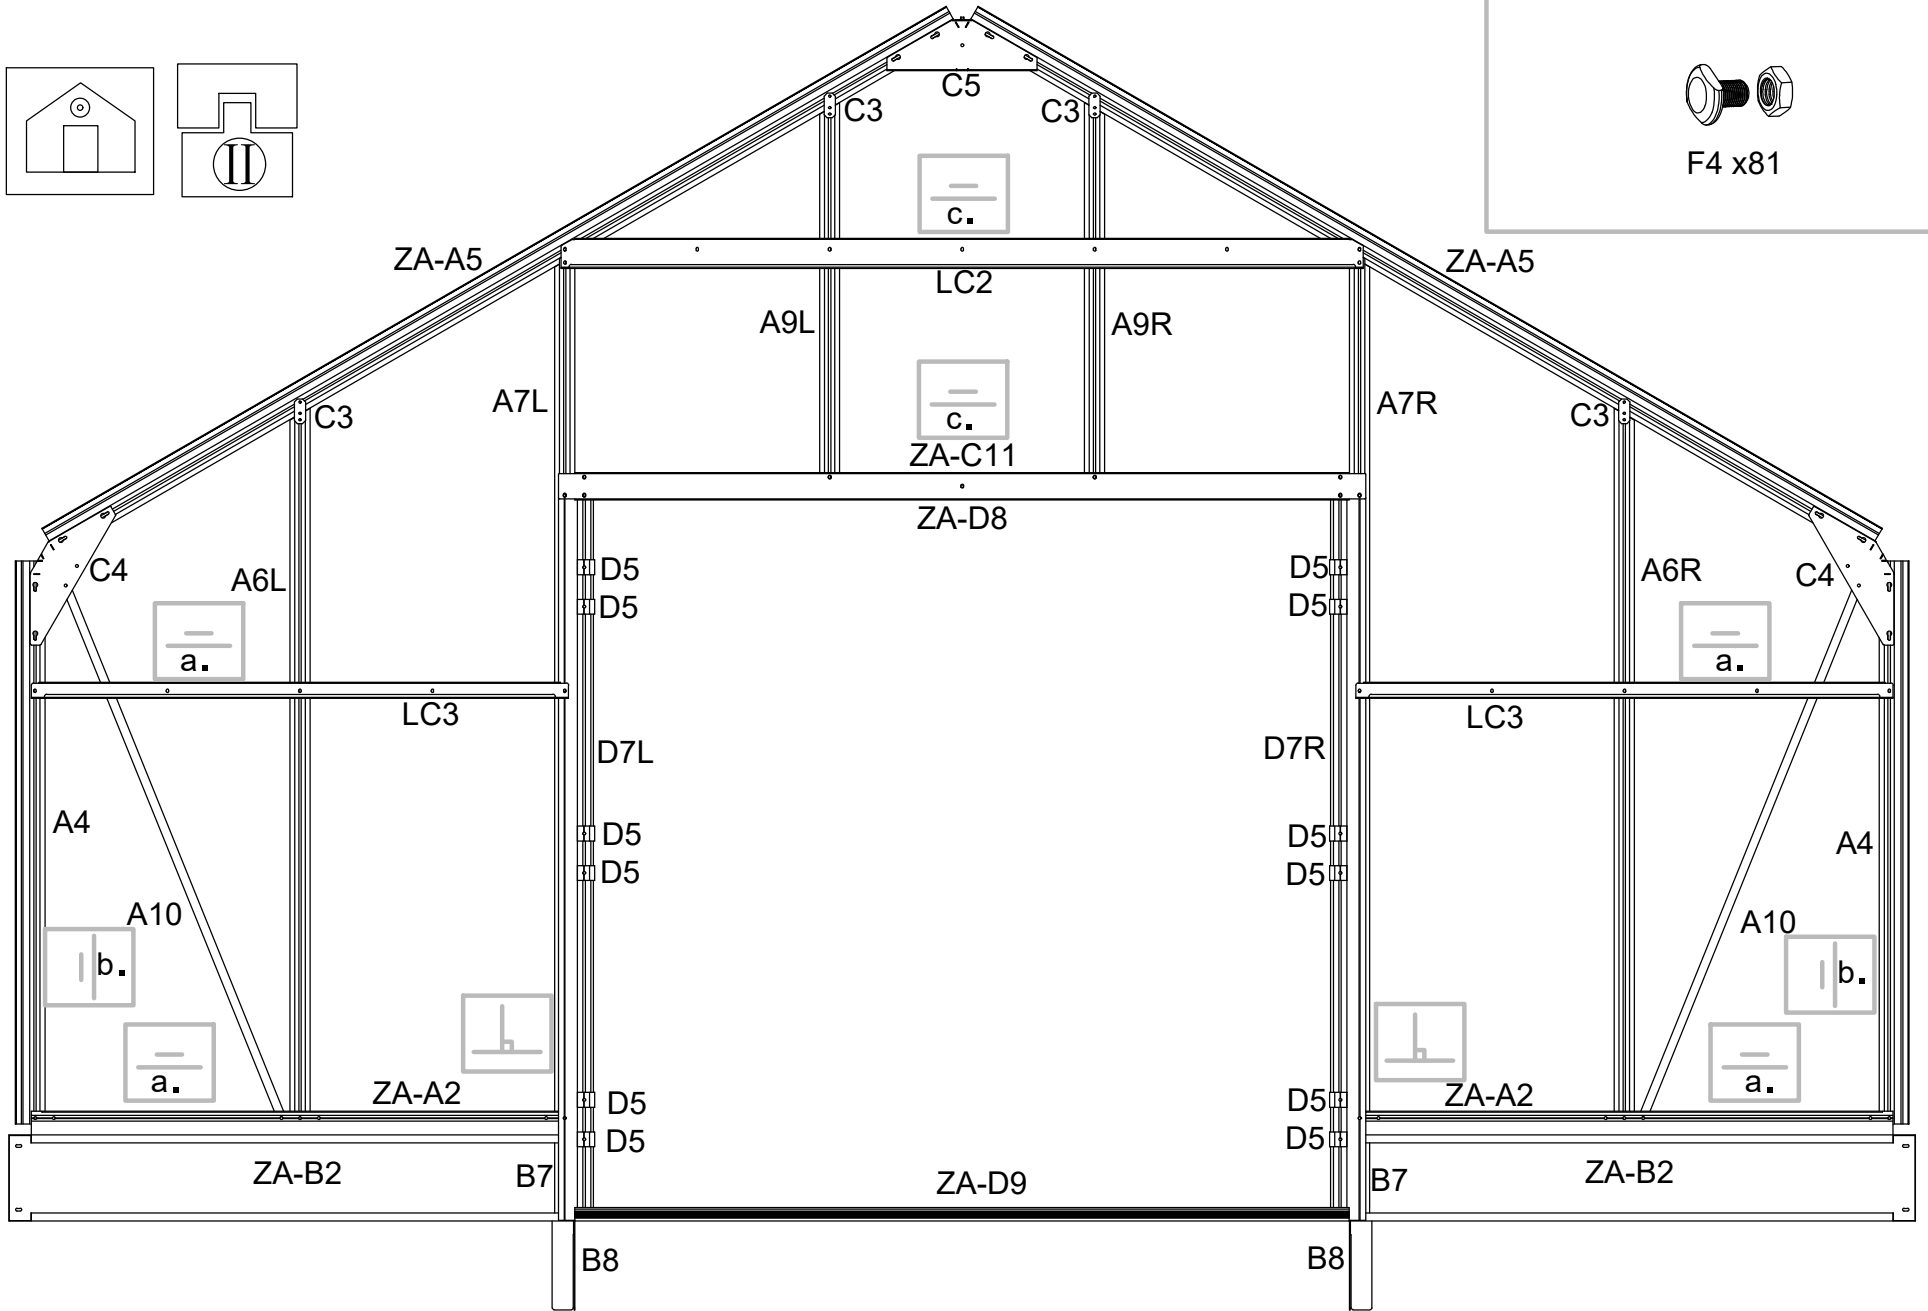 II
F4 x81
C5
C3 C3
c.
ZA-A5 ZA-A5
LC2
A9L A9R
A7L A7R
c.
C3 C3
ZA-C11
ZA-D8
C4 A6L D5 D5 A6R C4
D5 D5
a. a.
LC3 LC3
D7L D7R
A4 D5 D5 A4
D5 D5
A10 A10
b. b.
a. a.
ZA-A2 D5 D5 ZA-A2
D5 D5
ZA-B2 B7 ZA-D9 B7 ZA-B2
B8 B8